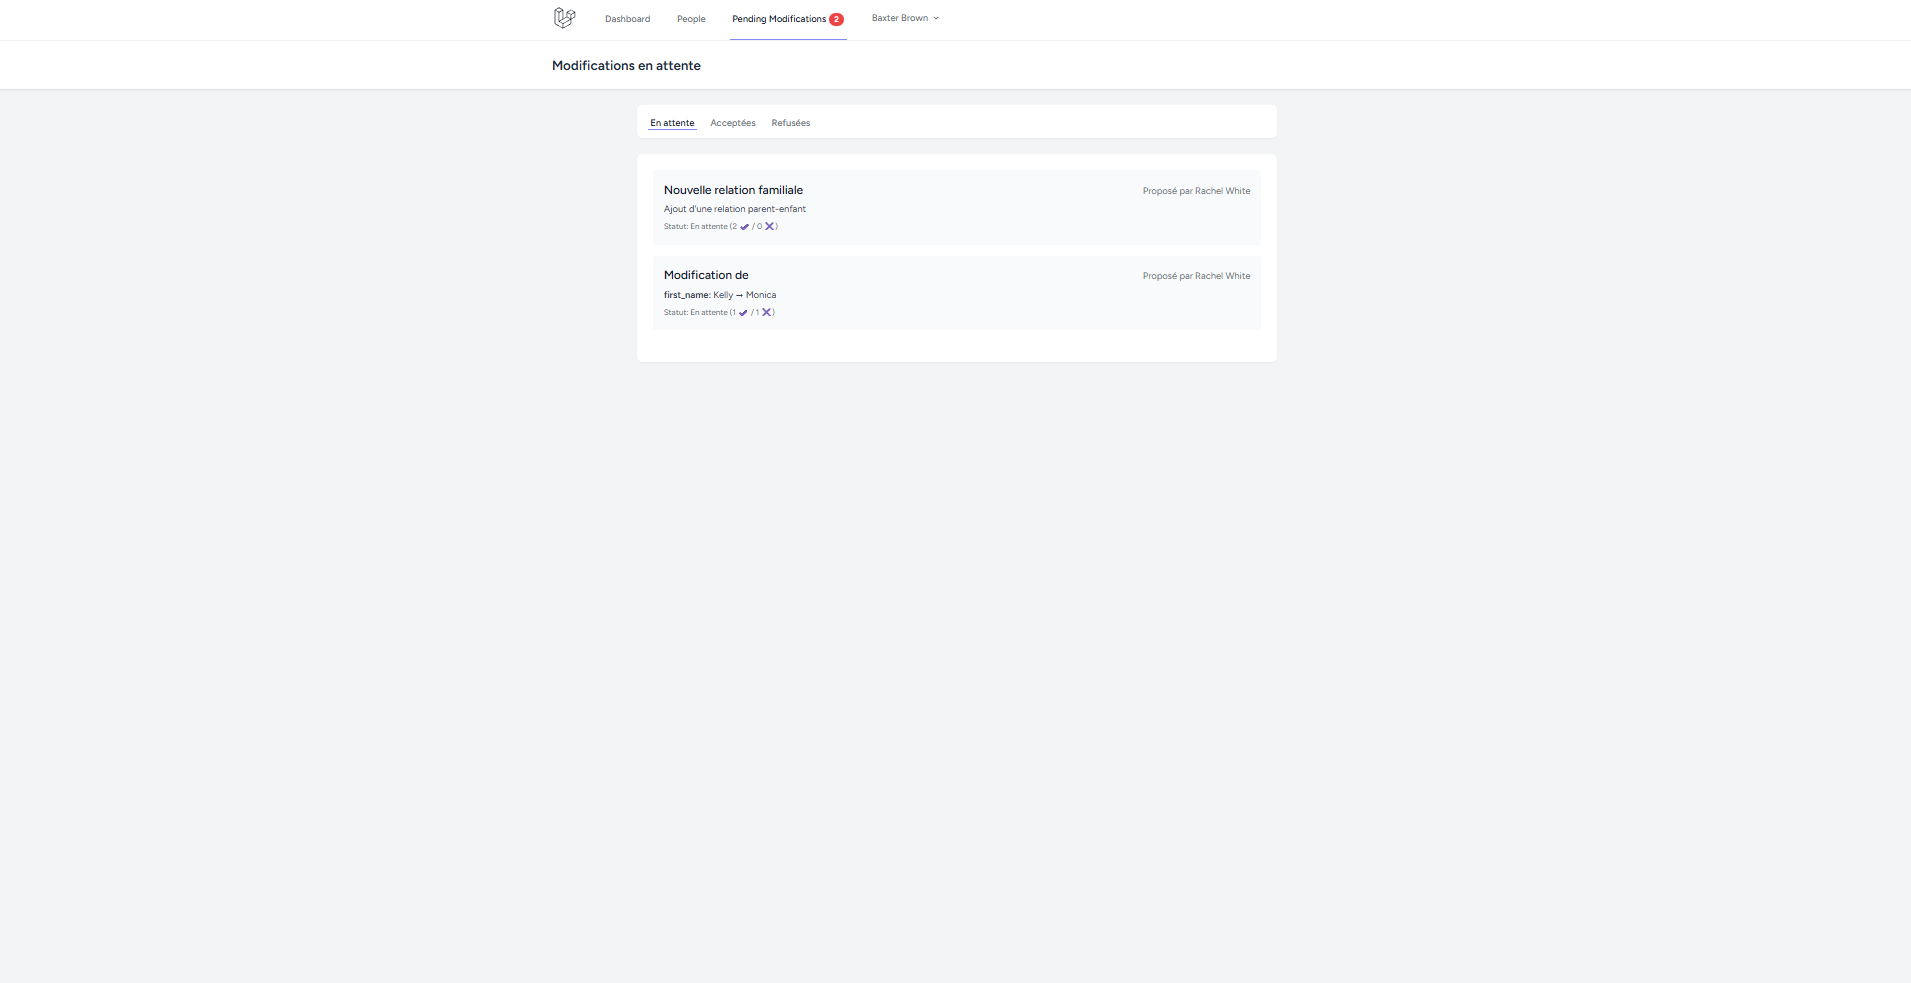 Dashboard People Pending Modifications 2 Baxter Brown
Modifications en attente
En attente Acceptées Refusées
Nouvelle relation familiale Proposé par Rachel White
Ajout d'une relation parent-enfant
Statut: En attente (2 ✔ / 0 ✖)
Modification de Proposé par Rachel White
first_name: Kelly → Monica
Statut: En attente (1 ✔ / 1 ✖)